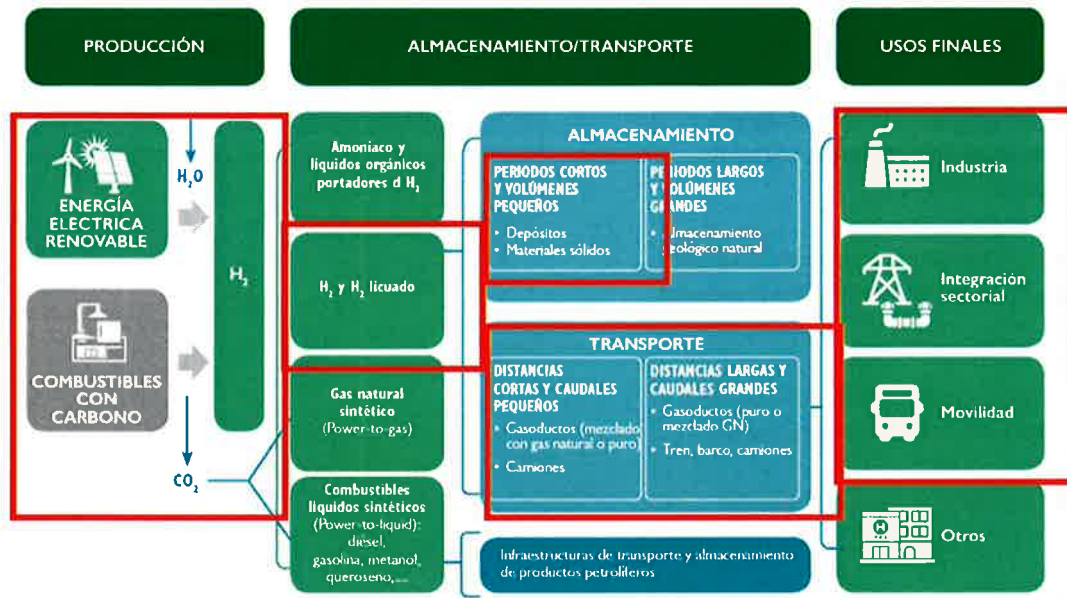 PRODUCCIÓN
ALMACENAMIENTO/TRANSPORTE
USOS FINALES
ENERGÍA
ELECTRICA
RENOVABLE
H₂O
COMBUSTIBLES
CON
CARBONO
CO₂
H₂
Amoniaco y
líquidos orgánicos
portadores d H₂
H₂ y H₂ licuado
Gas natural
sintético
(Power-to-gas)
Combustibles
líquidos sintéticos
(Power-to-liquid):
diésel,
gasolina, metanol,
queroseno,...
ALMACENAMIENTO
PERIODOS CORTOS
Y VOLÚMENES
PEQUEÑOS
• Depósitos
• Materiales sólidos
PERIODOS LARGOS
Y VOLÚMENES
GRANDES
• Almacenamiento
geológico natural
TRANSPORTE
DISTANCIAS
CORTAS Y CAUDALES
PEQUEÑOS
• Gasoductos (mezclado
con gas natural o puro)
• Camiones
DISTANCIAS LARGAS Y
CAUDALES GRANDES
• Gasoductos (puro o
mezclado GN)
• Tren, barco, camiones
Infraestructuras de transporte y almacenamiento
de productos petrolíferos
Industria
Integración
sectorial
Movilidad
H
Otros